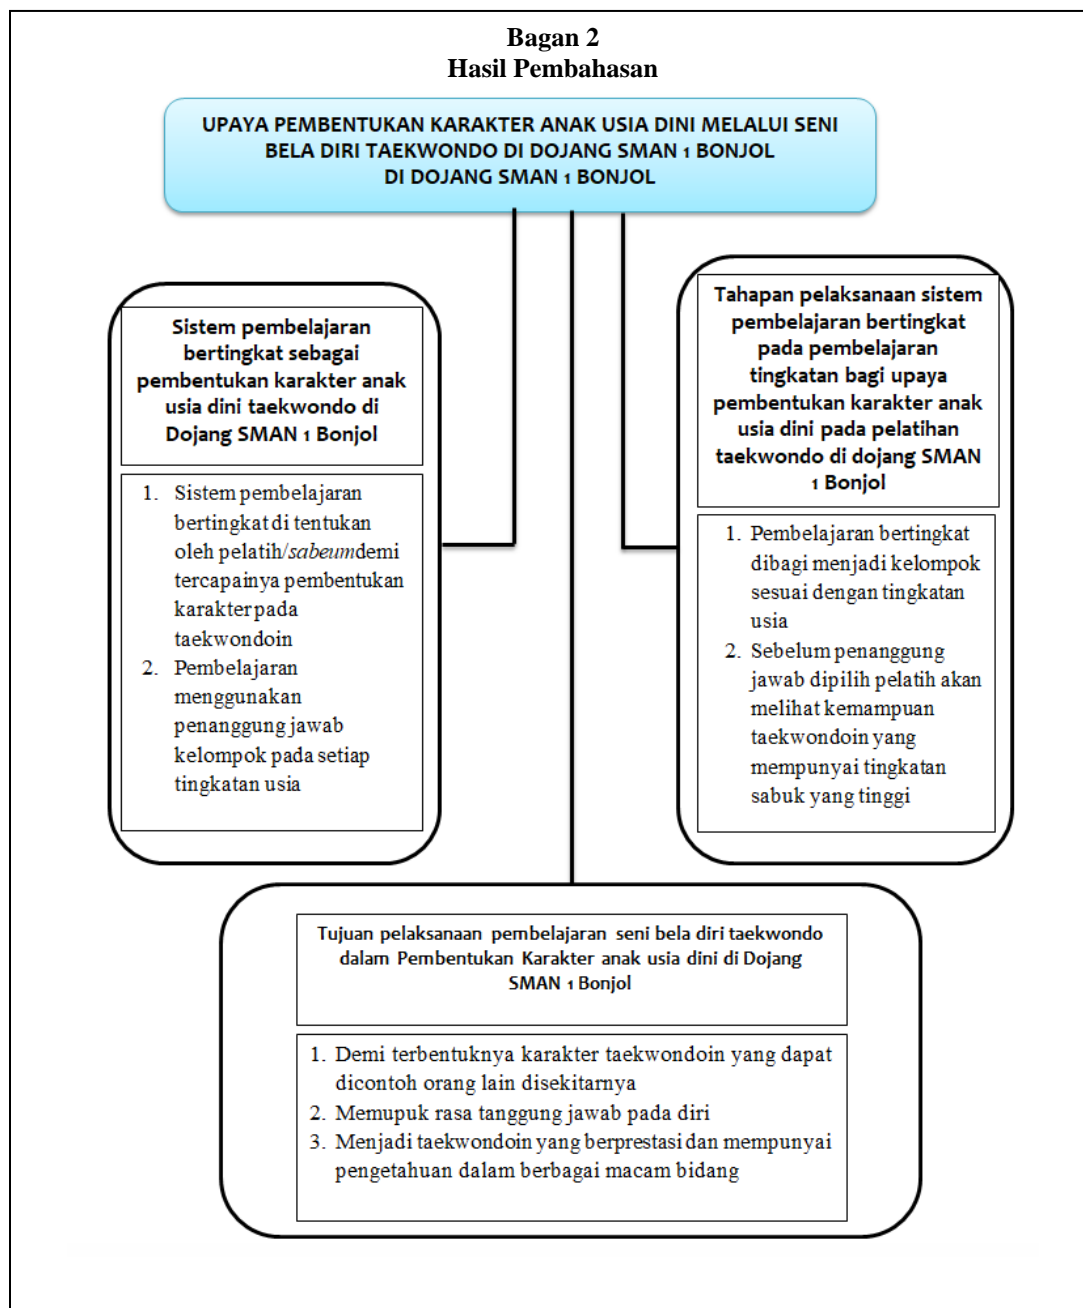 Bagan 2
Hasil Pembahasan
UPAYA PEMBENTUKAN KARAKTER ANAK USIA DINI MELALUI SENI
BELA DIRI TAEKWONDO DI DOJANG SMAN 1 BONJOL
DI DOJANG SMAN 1 BONJOL
Sistem pembelajaran
bertingkat sebagai
pembentukan karakter anak
usia dini taekwondo di
Dojang SMAN 1 Bonjol
1. Sistem pembelajaran
bertingkat di tentukan
oleh pelatih/sabeumdemi
tercapainya pembentukan
karakter pada
taekwondoin
2. Pembelajaran
menggunakan
penanggung jawab
kelompok pada setiap
tingkatan usia
Tahapan pelaksanaan sistem
pembelajaran bertingkat
pada pembelajaran
tingkatan bagi upaya
pembentukan karakter anak
usia dini pada pelatihan
taekwondo di dojang SMAN
1 Bonjol
1. Pembelajaran bertingkat
dibagi menjadi kelompok
sesuai dengan tingkatan
usia
2. Sebelum penanggung
jawab dipilih pelatih akan
melihat kemampuan
taekwondoin yang
mempunyai tingkatan
sabuk yang tinggi
Tujuan pelaksanaan pembelajaran seni bela diri taekwondo
dalam Pembentukan Karakter anak usia dini di Dojang
SMAN 1 Bonjol
1. Demi terbentuknya karakter taekwondoin yang dapat
dicontoh orang lain disekitarnya
2. Memupuk rasa tanggung jawab pada diri
3. Menjadi taekwondoin yang berprestasi dan mempunyai
pengetahuan dalam berbagai macam bidang